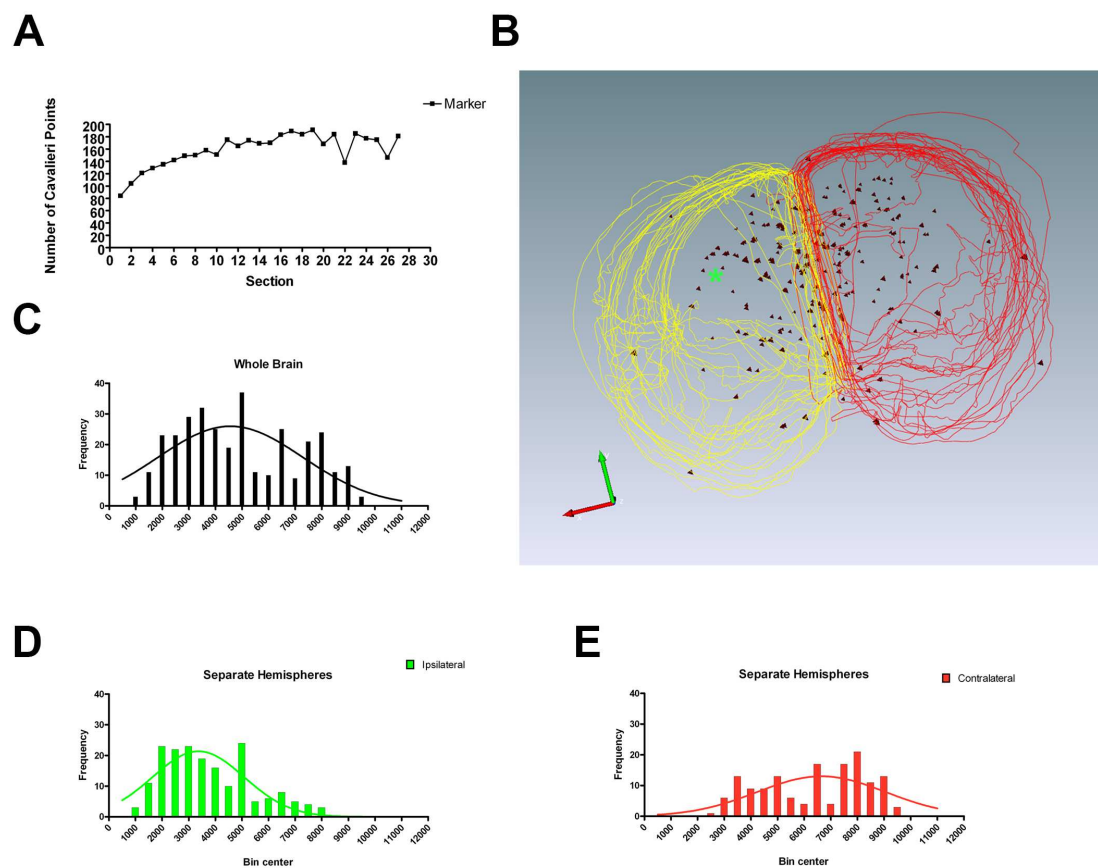 A
B
Number of Cavalieri Points
Marker
200
180
160
140
120
100
80
60
40
20
0
0 2 4 6 8 10 12 14 16 18 20 22 24 26 28 30
Section
C
Whole Brain
Frequency
40
30
20
10
0
0 1000 2000 3000 4000 5000 6000 7000 8000 9000 10000 11000 12000
D
Separate Hemispheres
Ipsilateral
Frequency
40
30
20
10
0
0 1000 2000 3000 4000 5000 6000 7000 8000 9000 10000 11000 12000
Bin center
E
Separate Hemispheres
Contralateral
Frequency
40
30
20
10
0
0 1000 2000 3000 4000 5000 6000 7000 8000 9000 10000 11000 12000
Bin center